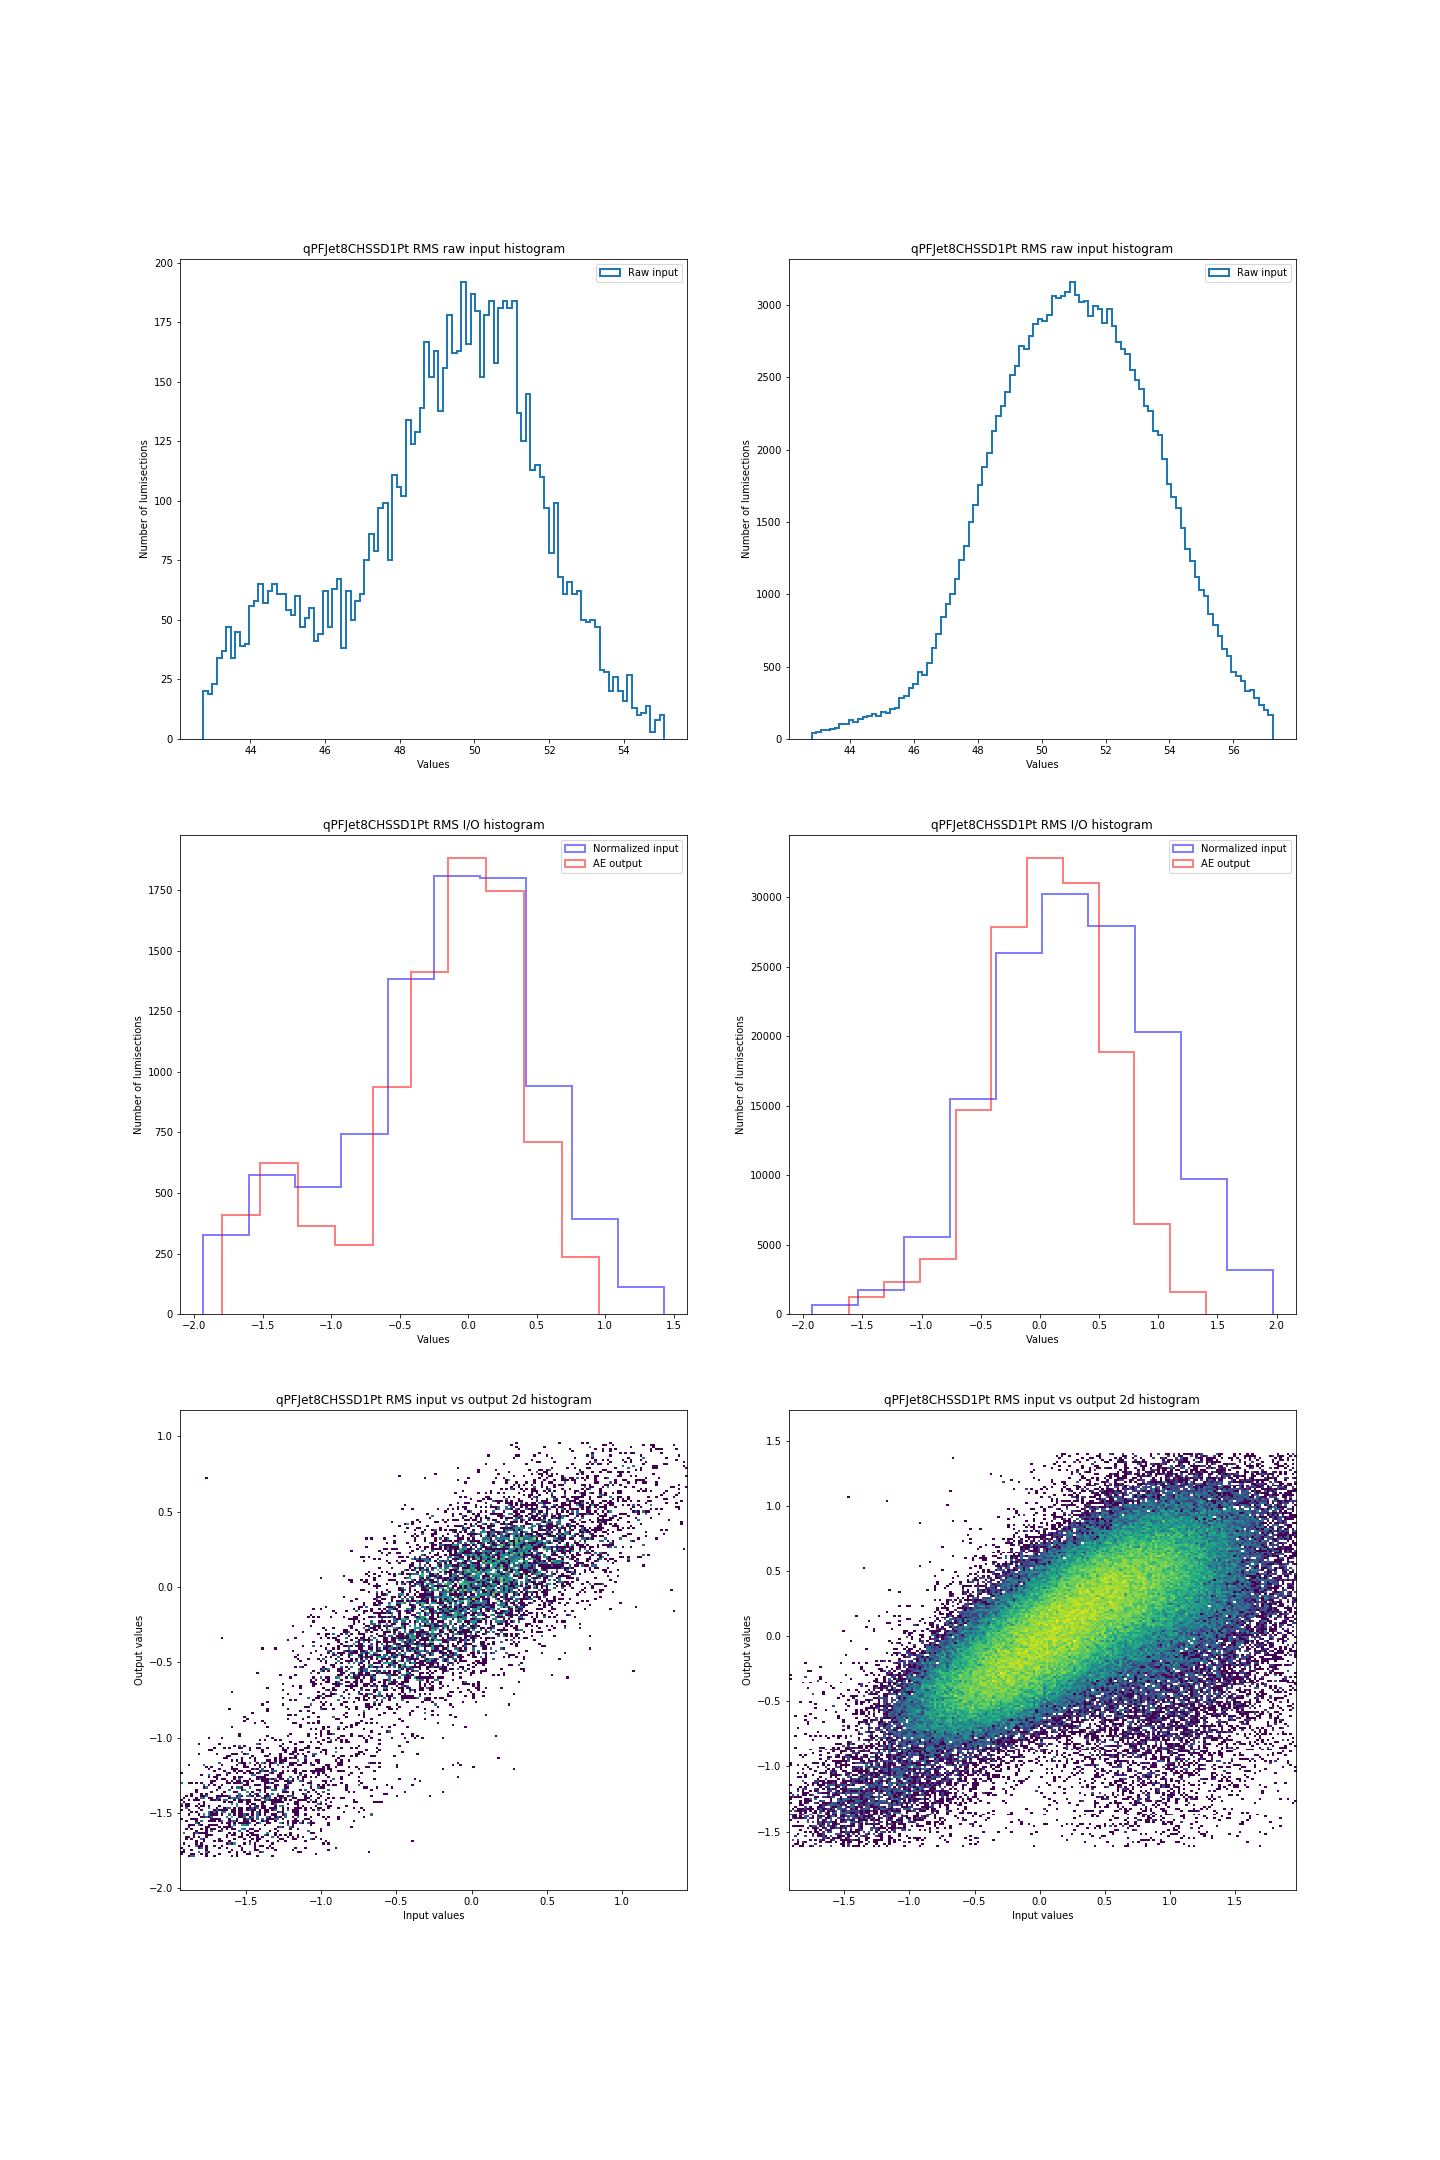 qPFJet8CHSSD1Pt RMS raw input histogram
Raw input
200
175
150
125
100
75
50
25
0
Number of lumisections
44 46 48 50 52 54
Values
qPFJet8CHSSD1Pt RMS raw input histogram
Raw input
3000
2500
2000
1500
1000
500
0
Number of lumisections
44 46 48 50 52 54 56
Values
qPFJet8CHSSD1Pt RMS I/O histogram
Normalized input
AE output
1750
1500
1250
1000
750
500
250
0
Number of lumisections
−2.0 −1.5 −1.0 −0.5 0.0 0.5 1.0 1.5
Values
qPFJet8CHSSD1Pt RMS I/O histogram
Normalized input
AE output
30000
25000
20000
15000
10000
5000
0
Number of lumisections
−2.0 −1.5 −1.0 −0.5 0.0 0.5 1.0 1.5 2.0
Values
qPFJet8CHSSD1Pt RMS input vs output 2d histogram
1.0
0.5
0.0
−0.5
−1.0
−1.5
−2.0
Output values
−1.5 −1.0 −0.5 0.0 0.5 1.0
Input values
qPFJet8CHSSD1Pt RMS input vs output 2d histogram
1.5
1.0
0.5
0.0
−0.5
−1.0
−1.5
Output values
−1.5 −1.0 −0.5 0.0 0.5 1.0 1.5
Input values